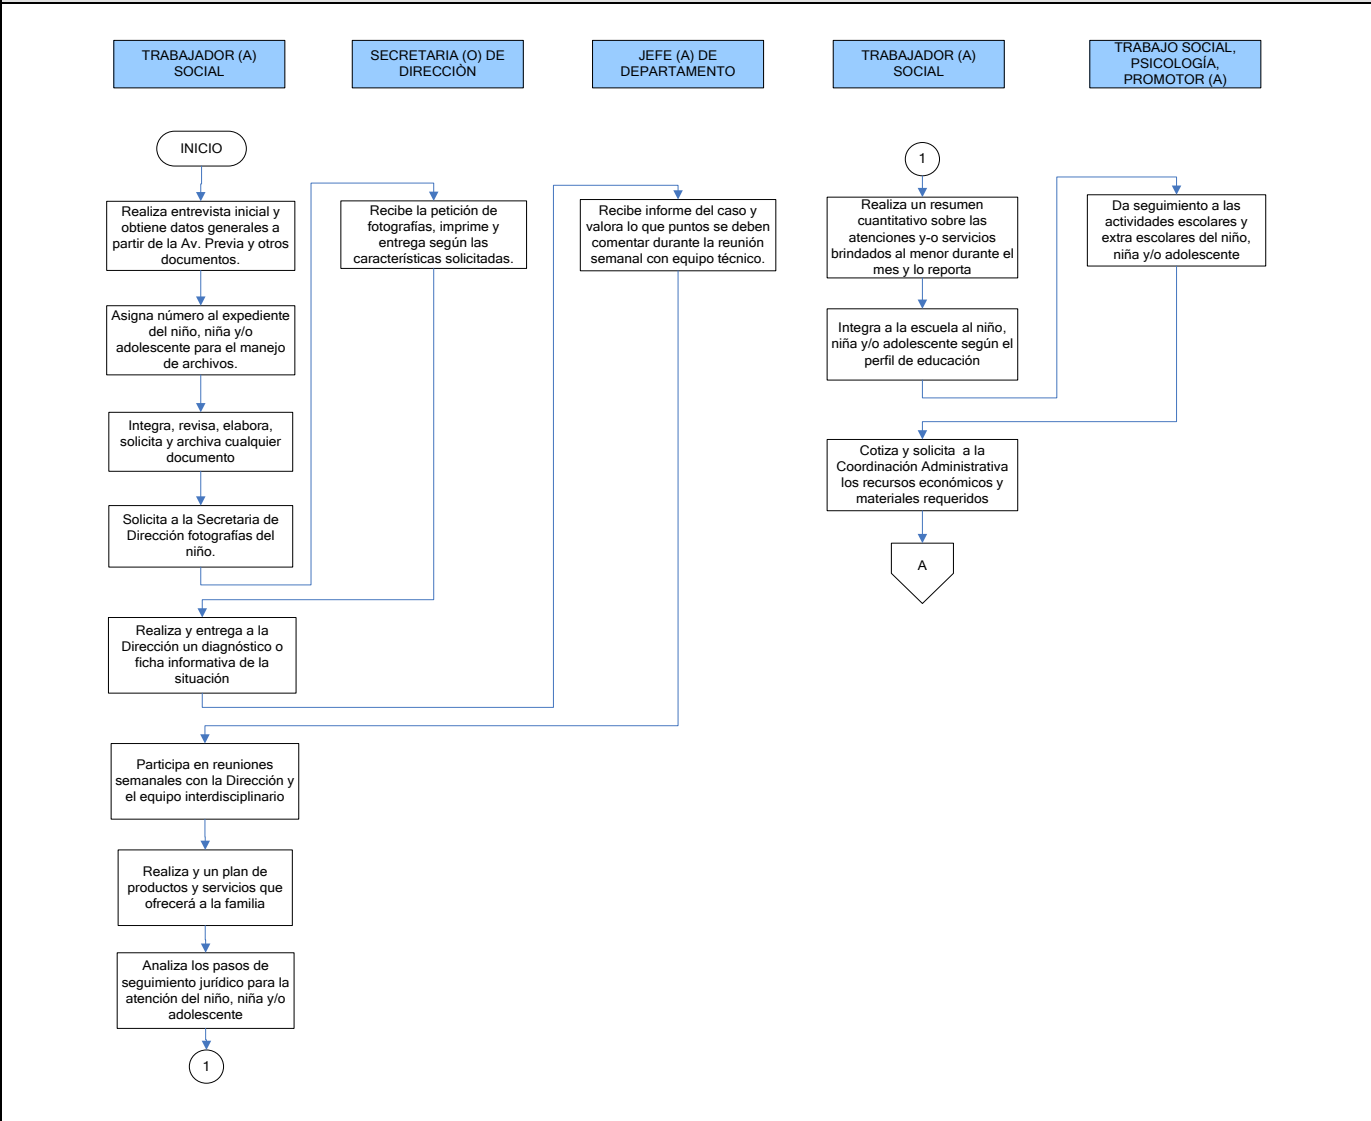 TRABAJADOR (A)
SOCIAL
SECRETARIA (O) DE
DIRECCIÒN
JEFE (A) DE
DEPARTAMENTO
TRABAJADOR (A)
SOCIAL
TRABAJO SOCIAL,
PSICOLOGÍA,
PROMOTOR (A)
INICIO
Realiza entrevista inicial y
obtiene datos generales a
partir de la Av. Previa y otros
documentos.
Asigna número al expediente
del niño, niña y/o
adolescente para el manejo
de archivos.
Integra, revisa, elabora,
solicita y archiva cualquier
documento
Solicita a la Secretaria de
Dirección fotografías del
niño.
Recibe la petición de
fotografías, imprime y
entrega según las
características solicitadas.
Realiza y entrega a la
Dirección un diagnóstico o
ficha informativa de la
situación
Recibe informe del caso y
valora lo que puntos se deben
comentar durante la reunión
semanal con equipo técnico.
Participa en reuniones
semanales con la Dirección y
el equipo interdisciplinario
Realiza y un plan de
productos y servicios que
ofrecerá a la familia
Analiza los pasos de
seguimiento jurídico para la
atención del niño, niña y/o
adolescente
1
1
Realiza un resumen
cuantitativo sobre las
atenciones y-o servicios
brindados al menor durante el
mes y lo reporta
Integra a la escuela al niño,
niña y/o adolescente según el
perfil de educación
Da seguimiento a las
actividades escolares y
extra escolares del niño,
niña y/o adolescente
Cotiza y solicita  a la
Coordinación Administrativa
los recursos económicos y
materiales requeridos
A